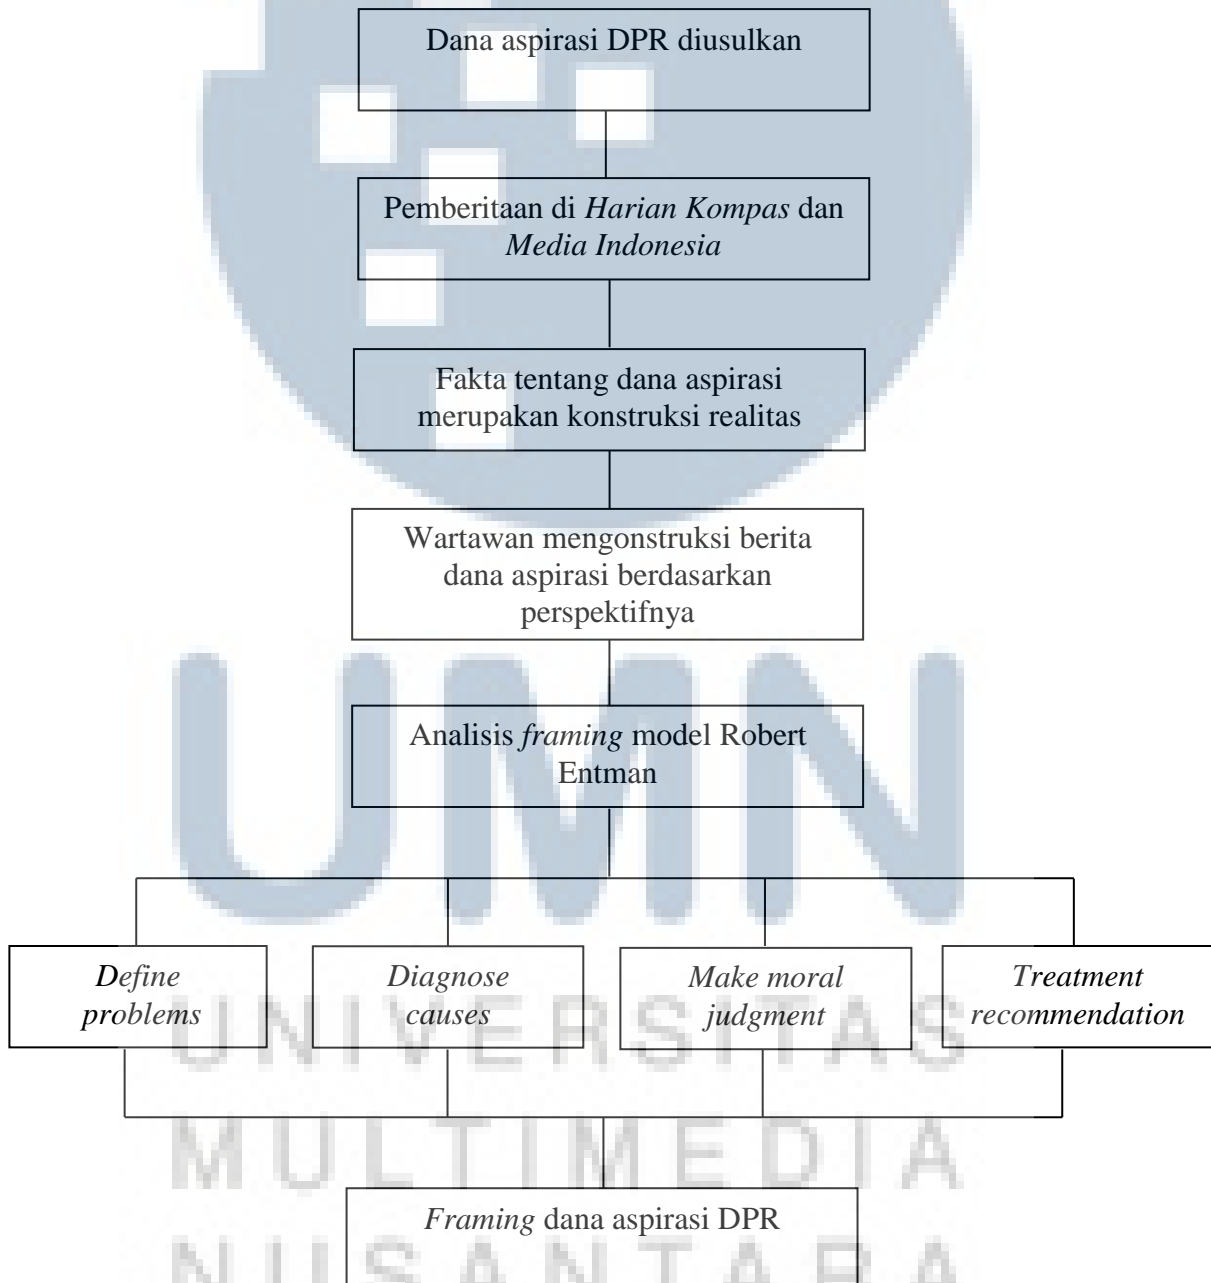 Dana aspirasi DPR diusulkan
Pemberitaan di Harian Kompas dan
Media Indonesia
Fakta tentang dana aspirasi
merupakan konstruksi realitas
Wartawan mengonstruksi berita
dana aspirasi berdasarkan
perspektifnya
UMN
Analisis framing model Robert
Entman
Define
problems
Diagnose
causes
Make moral
judgment
Treatment
recommendation
UNIVERSITAS
MULTIMEDIA
Framing dana aspirasi DPR
NUSANTARA